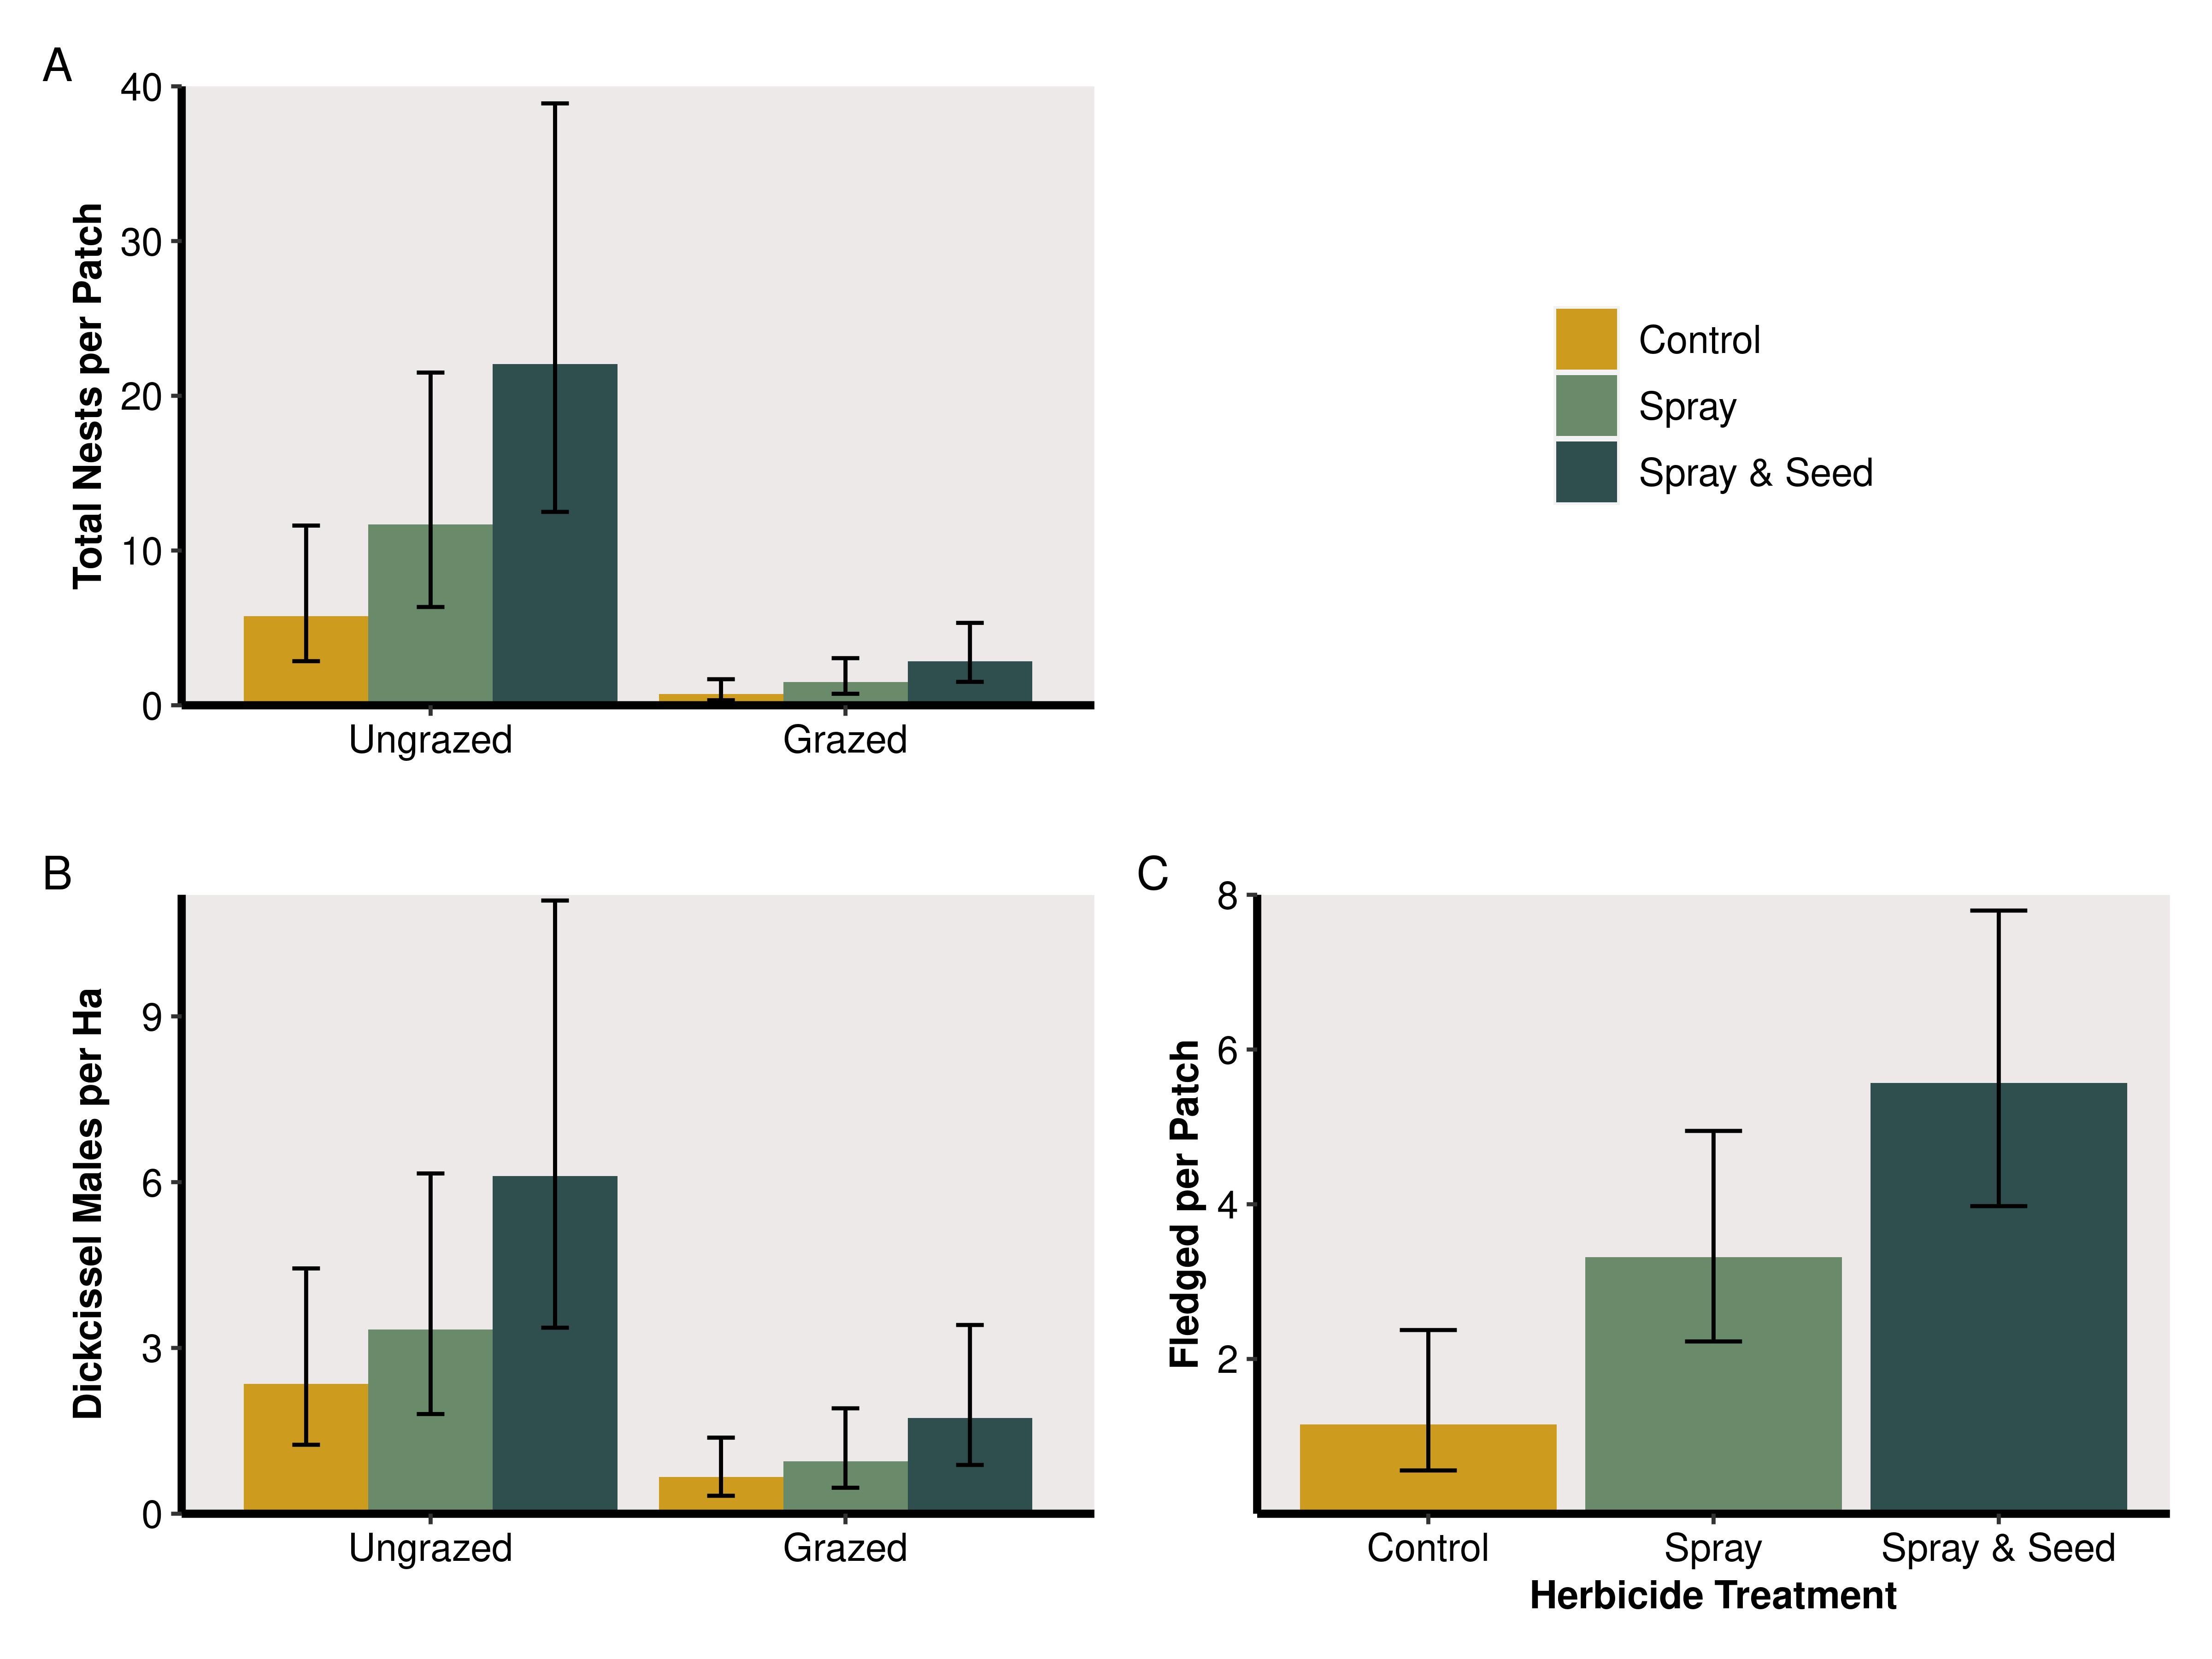 A
40
30
20
10
0
Total Nests per Patch
Ungrazed
Grazed
Control
Spray
Spray & Seed
B
9
6
3
0
Dickcissel Males per Ha
Ungrazed
Grazed
C
8
6
4
2
Fledged per Patch
Control
Spray
Spray & Seed
Herbicide Treatment